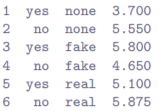 1 yes none 3.700
2 no none 5.550
3 yes fake 5.800
4 no fake 4.650
5 yes real 5.100
6 no real 5.875